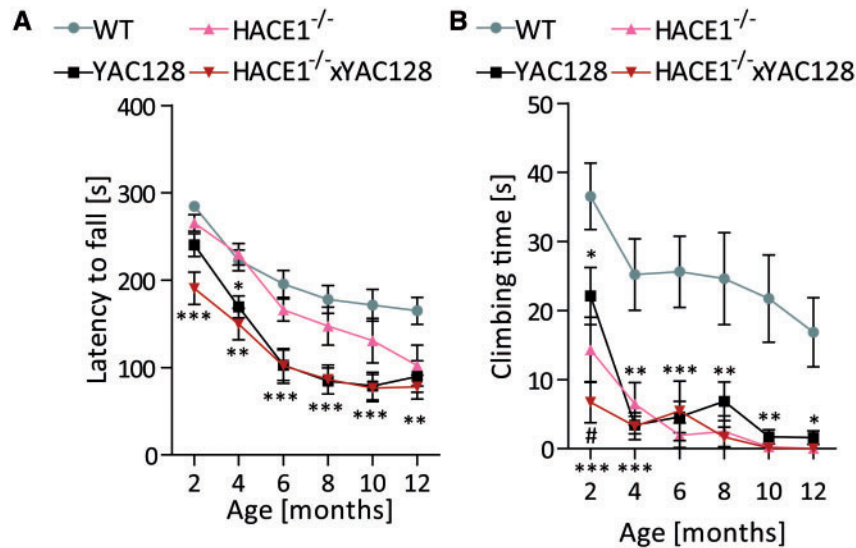 A
WT
HACE1-/-
YAC128
HACE1-/-xYAC128
Latency to fall [s]
400
300
200
100
0
*
***
**
***
***
***
**
2 4 6 8 10 12
Age [months]
B
WT
HACE1-/-
YAC128
HACE1-/-xYAC128
Climbing time [s]
50
40
30
20
10
0
*
**
***
**
**
*
#
***
***
2 4 6 8 10 12
Age [months]